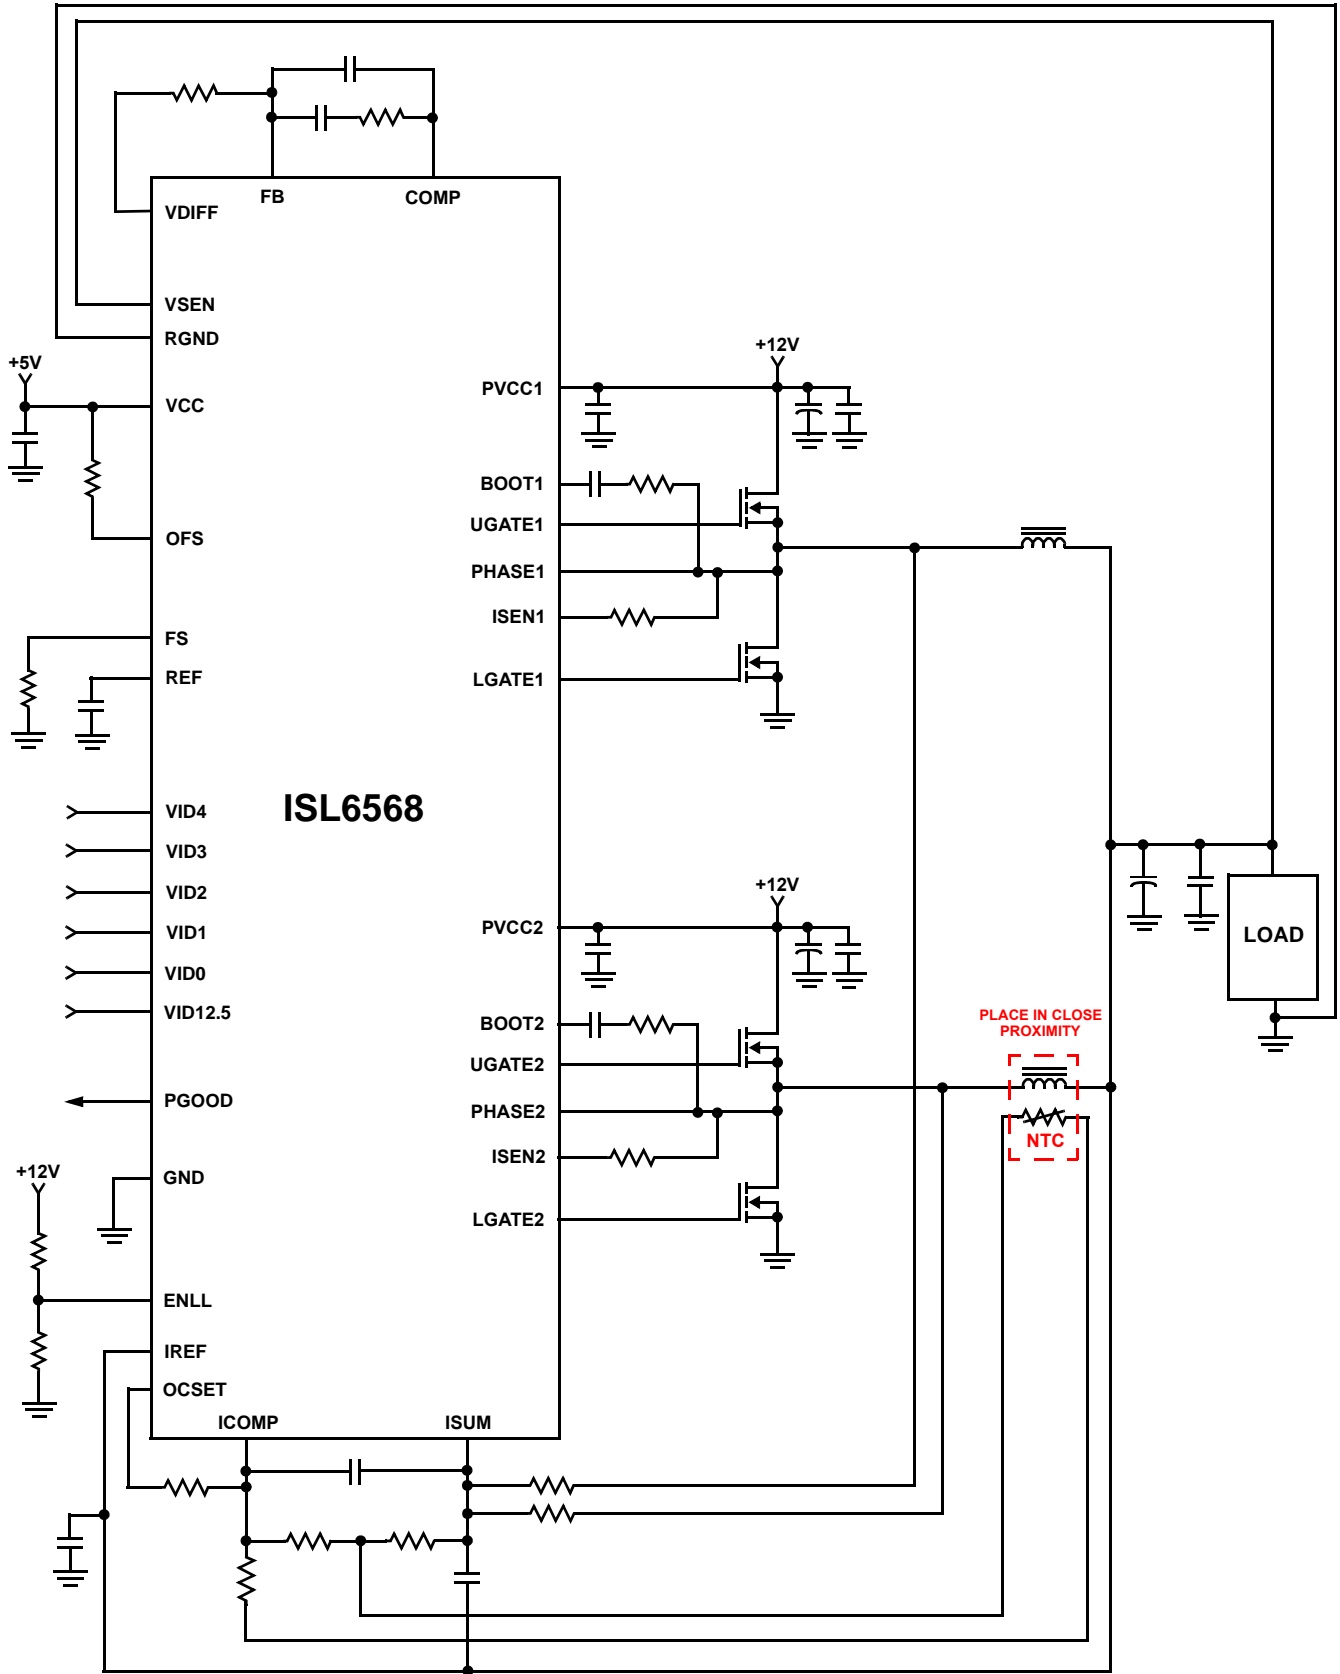 FB
COMP
VDIFF
VSEN
RGND
+5V
VCC
OFS
FS
REF
VID4
VID3
VID2
VID1
VID0
VID12.5
PGOOD
+12V
GND
ENLL
IREF
OCSET
ICOMP
ISUM
ISL6568
+12V
PVCC1
BOOT1
UGATE1
PHASE1
ISEN1
LGATE1
+12V
PVCC2
BOOT2
UGATE2
PHASE2
ISEN2
LGATE2
PLACE IN CLOSE
PROXIMITY
NTC
LOAD